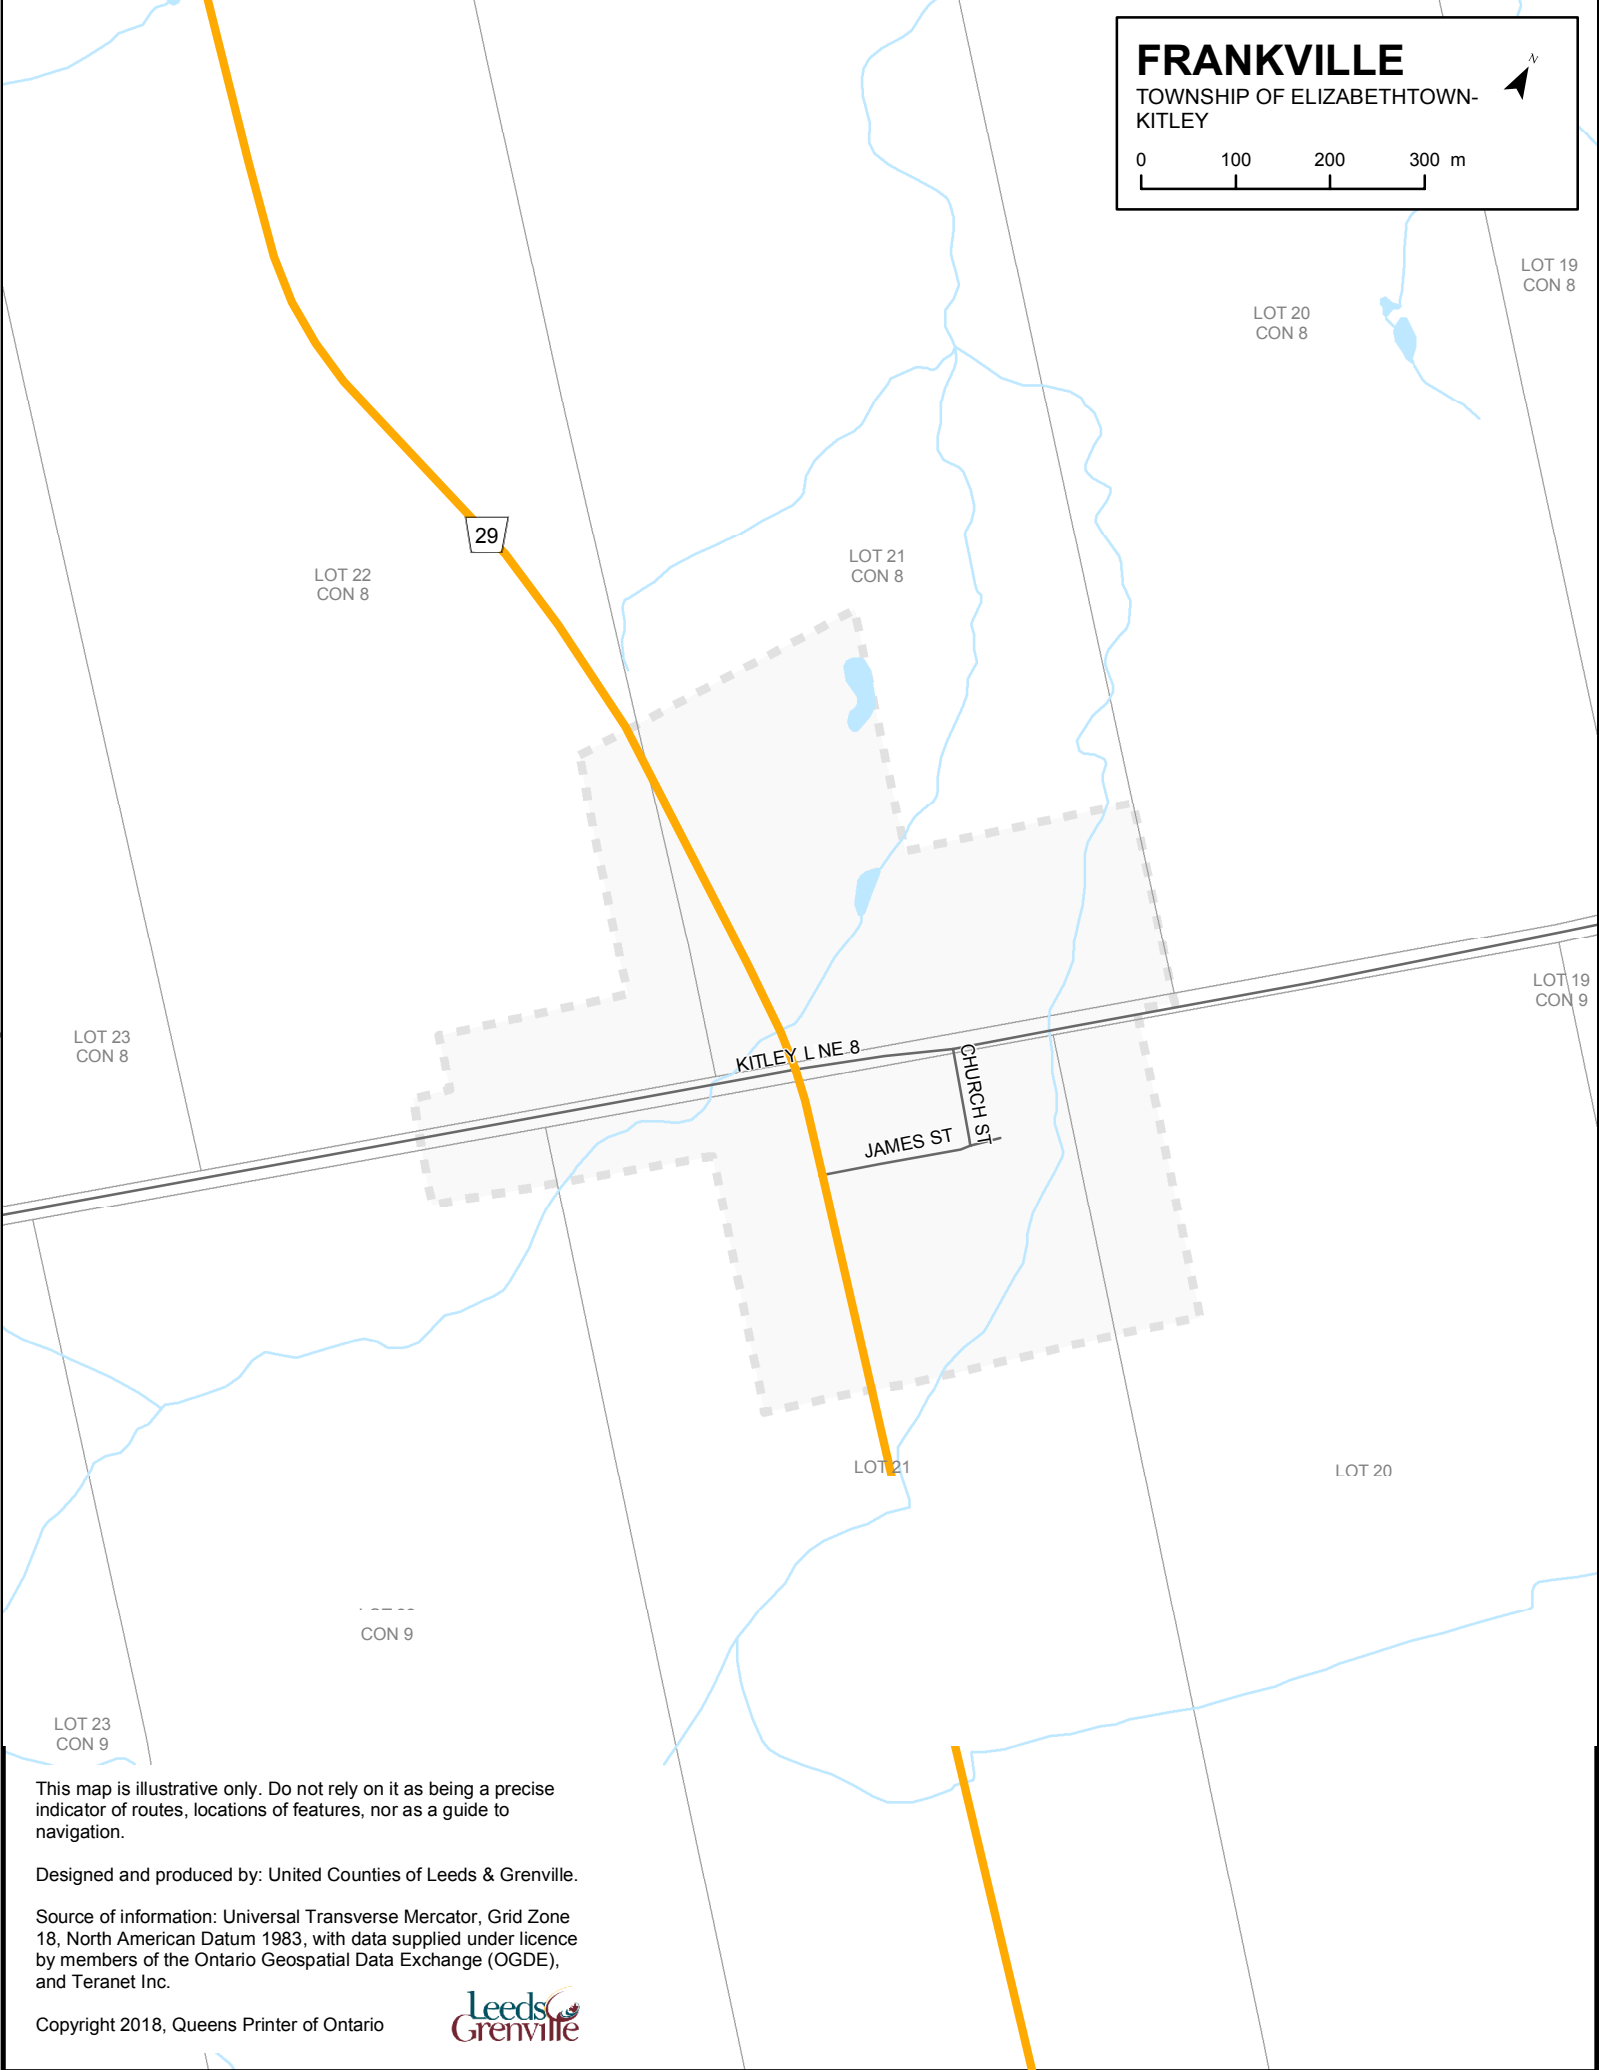 FRANKVILLE
N
TOWNSHIP OF ELIZABETHTOWN-
KITLEY
0 100 200 300 m
LOT 19
CON 8
LOT 20
CON 8
29
LOT 21
CON 8
LOT 22
CON 8
LOT 19
CON 9
LOT 23
CON 8
KITLEY L NE 8
CHURCH ST
JAMES ST
LOT 21
LOT 20
CON 9
LOT 23
CON 9
This map is illustrative only. Do not rely on it as being a precise
indicator of routes, locations of features, nor as a guide to
navigation.
Designed and produced by: United Counties of Leeds & Grenville.
Source of information: Universal Transverse Mercator, Grid Zone
18, North American Datum 1983, with data supplied under licence
by members of the Ontario Geospatial Data Exchange (OGDE),
and Teranet Inc.
Copyright 2018, Queens Printer of Ontario
Leeds
Grenville